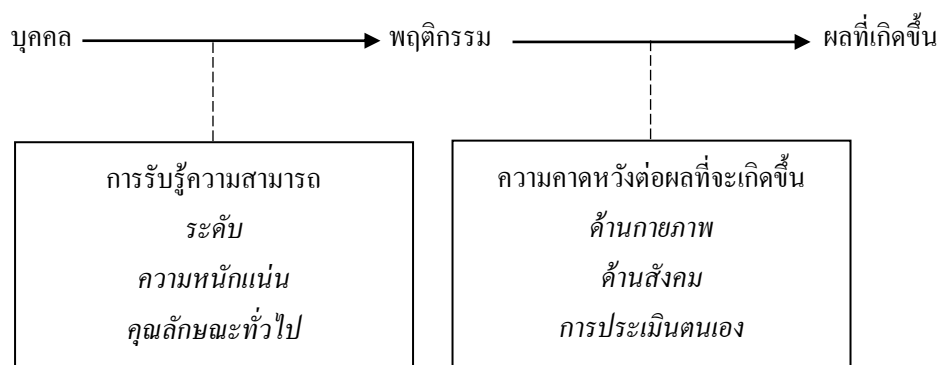 บุคคล พฤติกรรม ผลที่เกิดขึ้น
การรับรู้ความสามารถ
ระดับ
ความหนักแน่น
คุณลักษณะทั่วไป
ความคาดหวังต่อผลที่จะเกิดขึ้น
ด้านกายภาพ
ด้านสังคม
การประเมินตนเอง